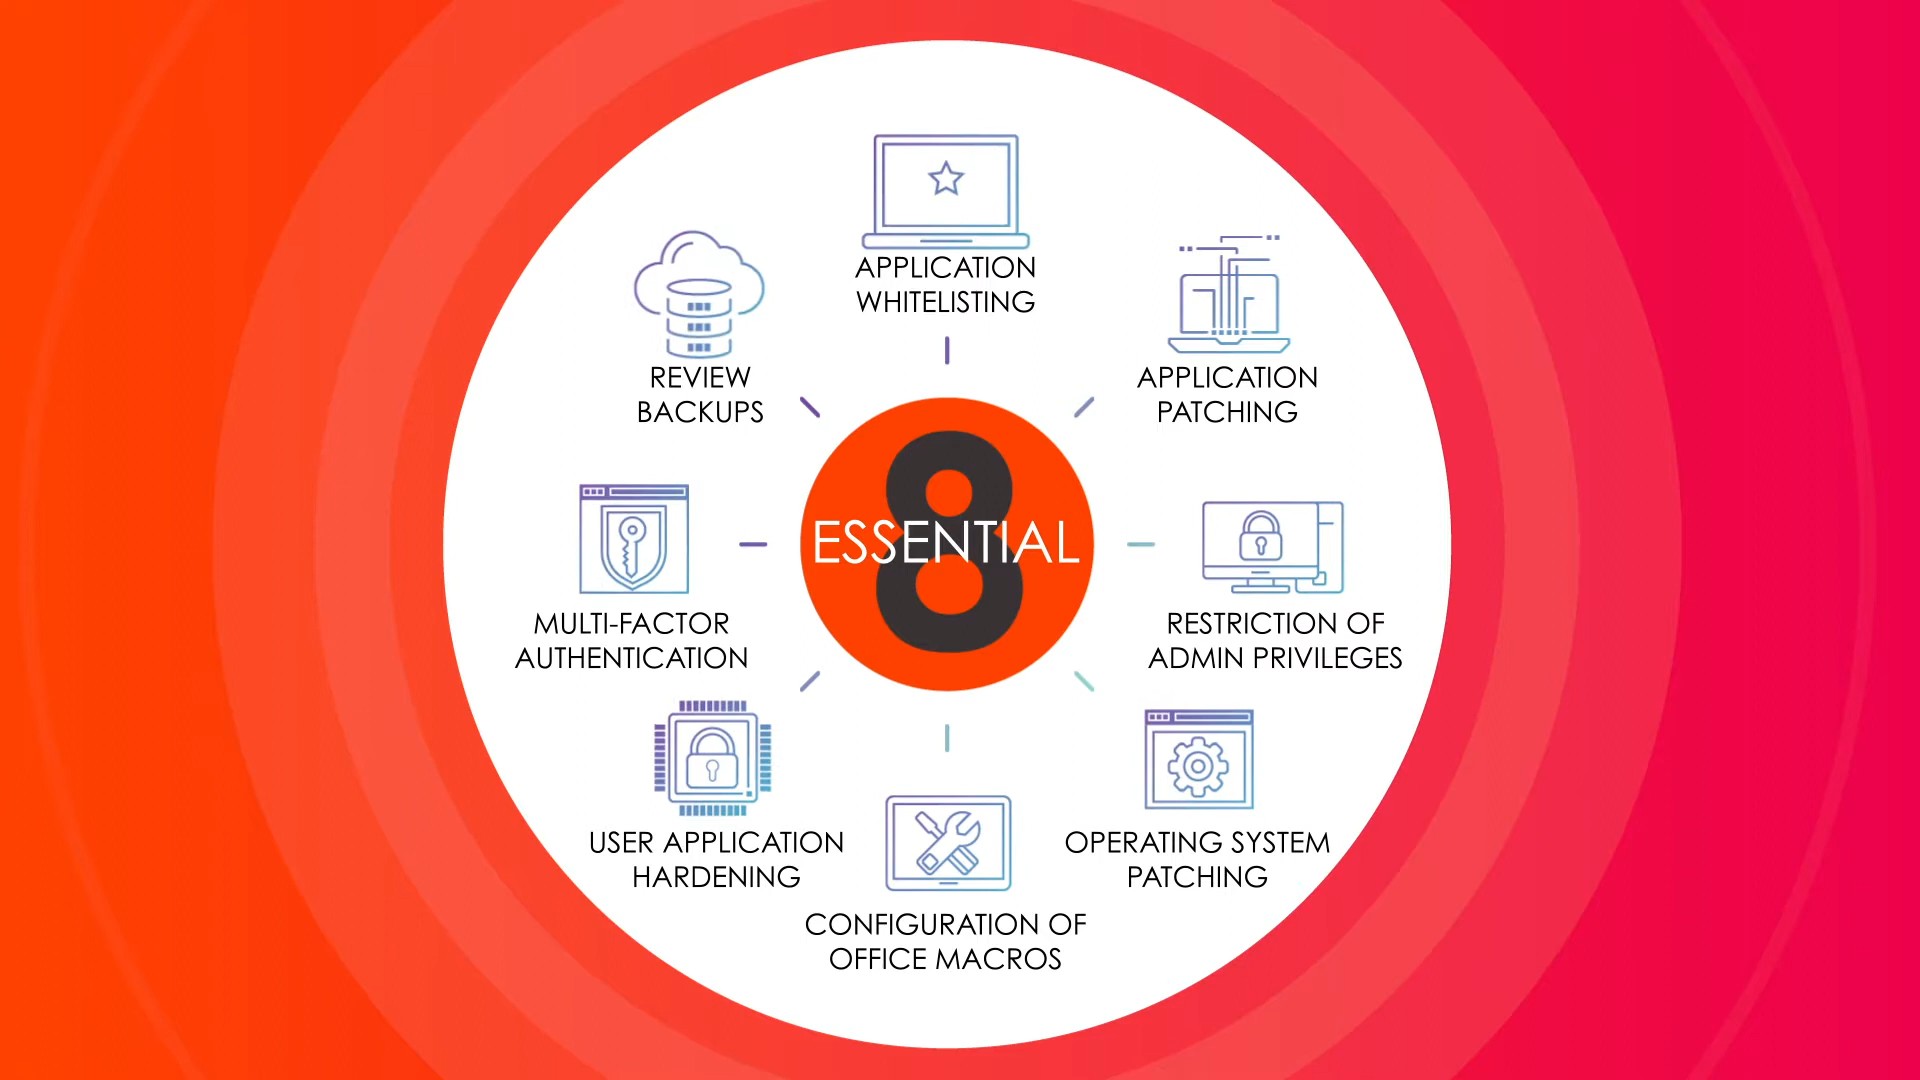 APPLICATION
WHITELISTING
REVIEW
BACKUPS
APPLICATION
PATCHING
8
ESSENTIAL
MULTI-FACTOR
AUTHENTICATION
RESTRICTION OF
ADMIN PRIVILEGES
USER APPLICATION
HARDENING
OPERATING SYSTEM
PATCHING
CONFIGURATION OF
OFFICE MACROS